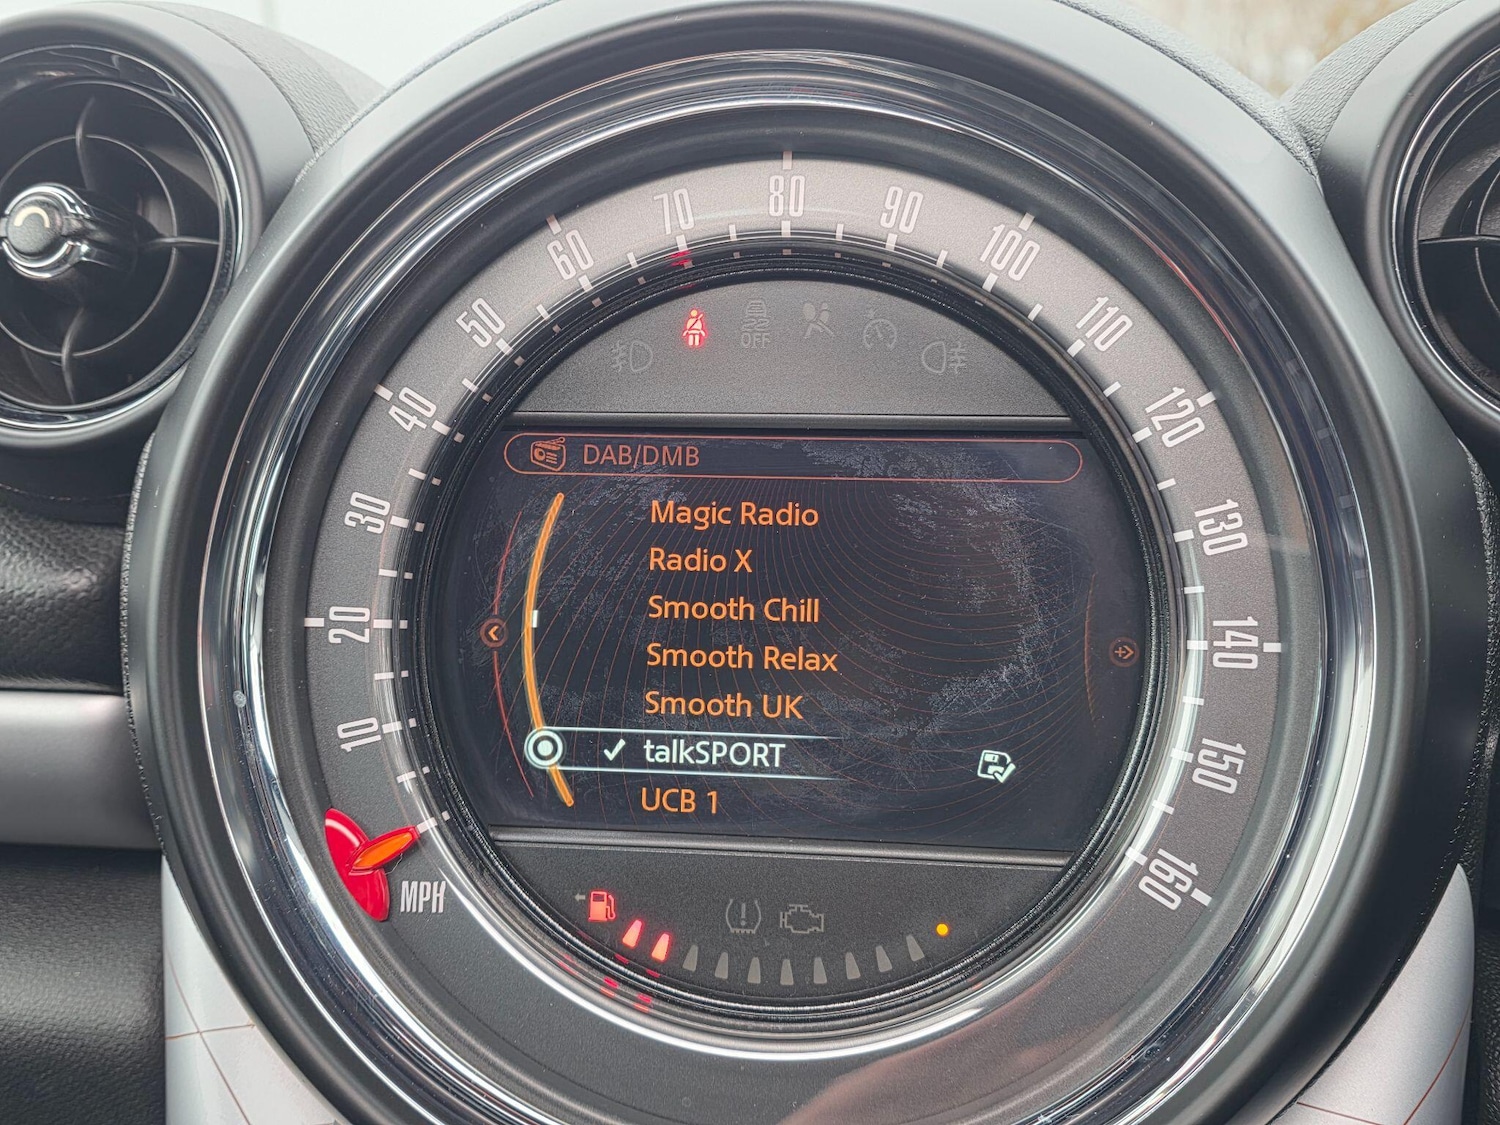 10
20
30
40
50
60
70
80
90
100
110
120
130
140
150
160
MPH
OFF
DAB/DMB
Magic Radio
Radio X
Smooth Chill
Smooth Relax
Smooth UK
talkSPORT
UCB 1